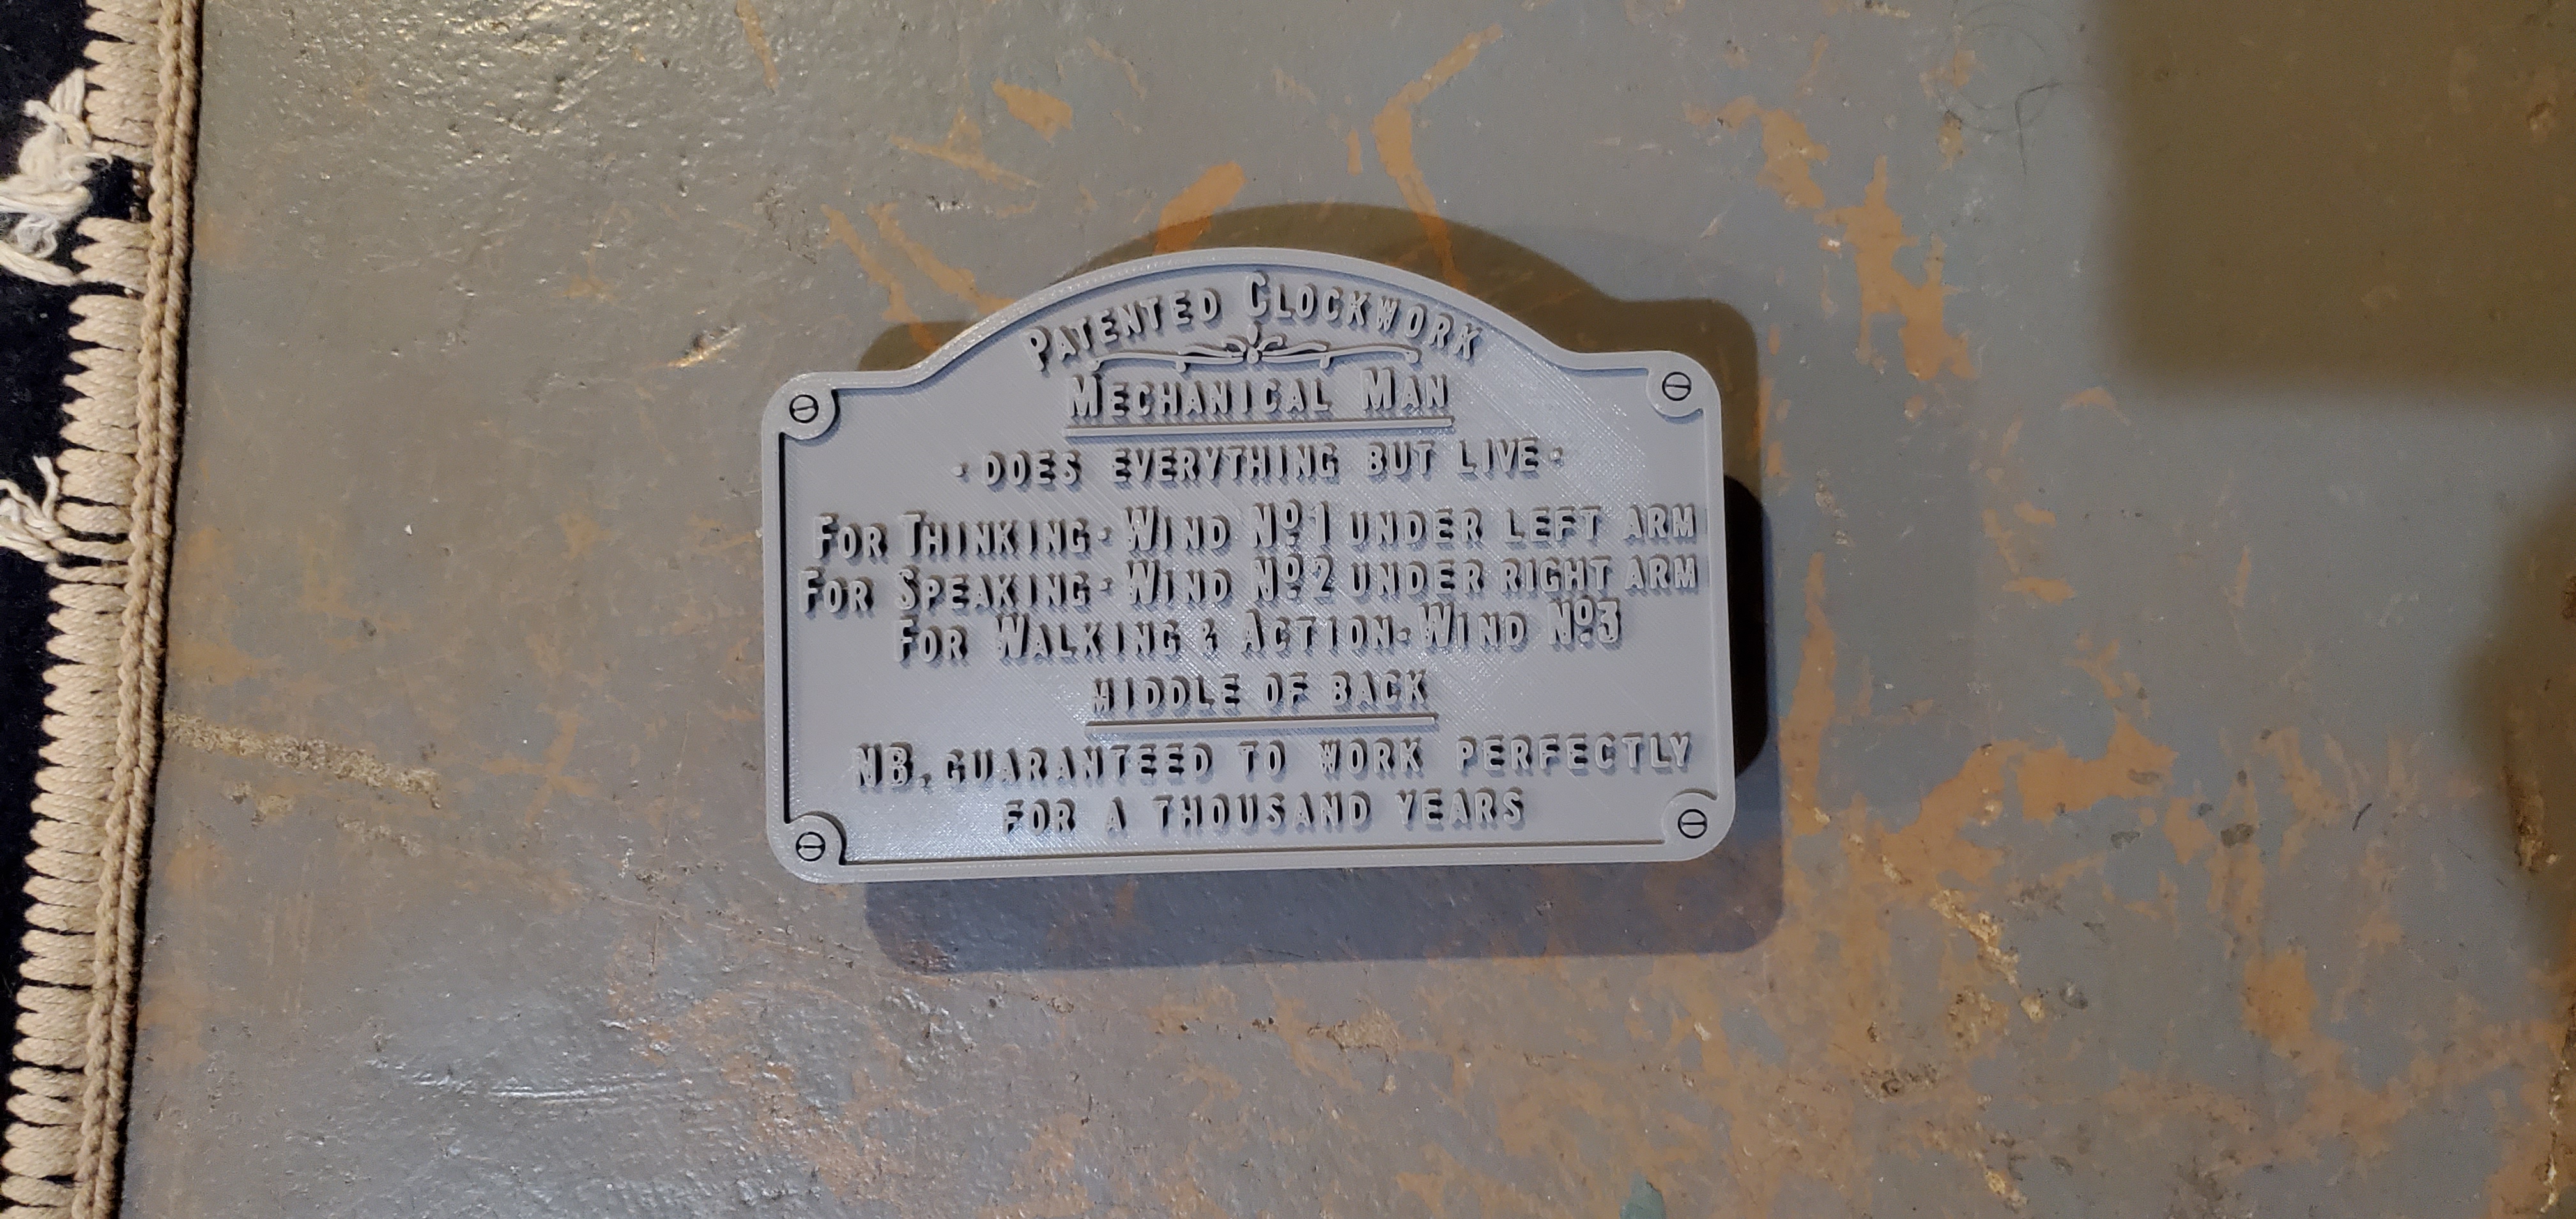 PATENTED CLOCKWORK
MECHANICAL MAN
·DOES EVERYTHING BUT LIVE·
FOR THINKING·WIND Nº1 UNDER LEFT ARM
FOR SPEAKING·WIND Nº2 UNDER RIGHT ARM
FOR WALKING & ACTION·WIND Nº3
MIDDLE OF BACK
NB. GUARANTEED TO WORK PERFECTLY
FOR A THOUSAND YEARS